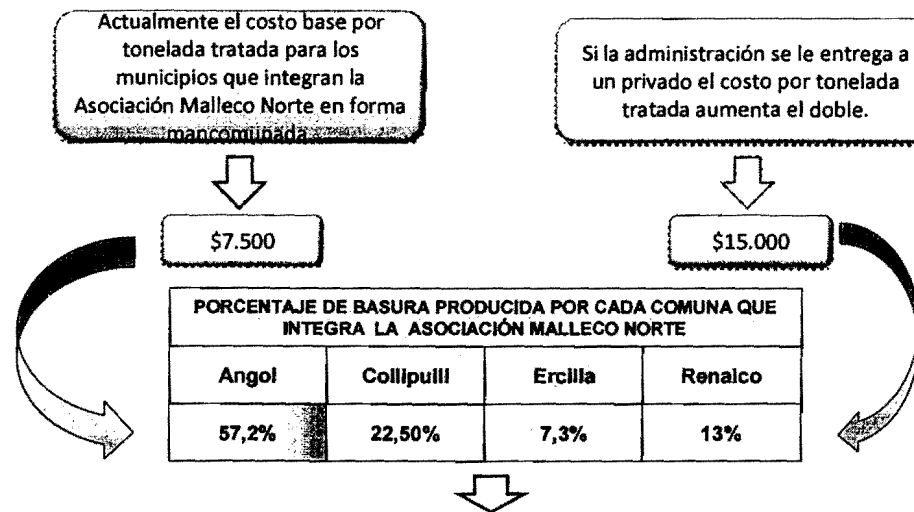 Actualmente el costo base por
tonelada tratada para los
municipios que integran la
Asociación Malleco Norte en forma
mancomunada
Si la administración se le entrega a
un privado el costo por tonelada
tratada aumenta el doble.
$7.500
$15.000
PORCENTAJE DE BASURA PRODUCIDA POR CADA COMUNA QUE
INTEGRA LA ASOCIACIÓN MALLECO NORTE
Angol Collipulli Ercilla Renaico
57,2% 22,50% 7,3% 13%